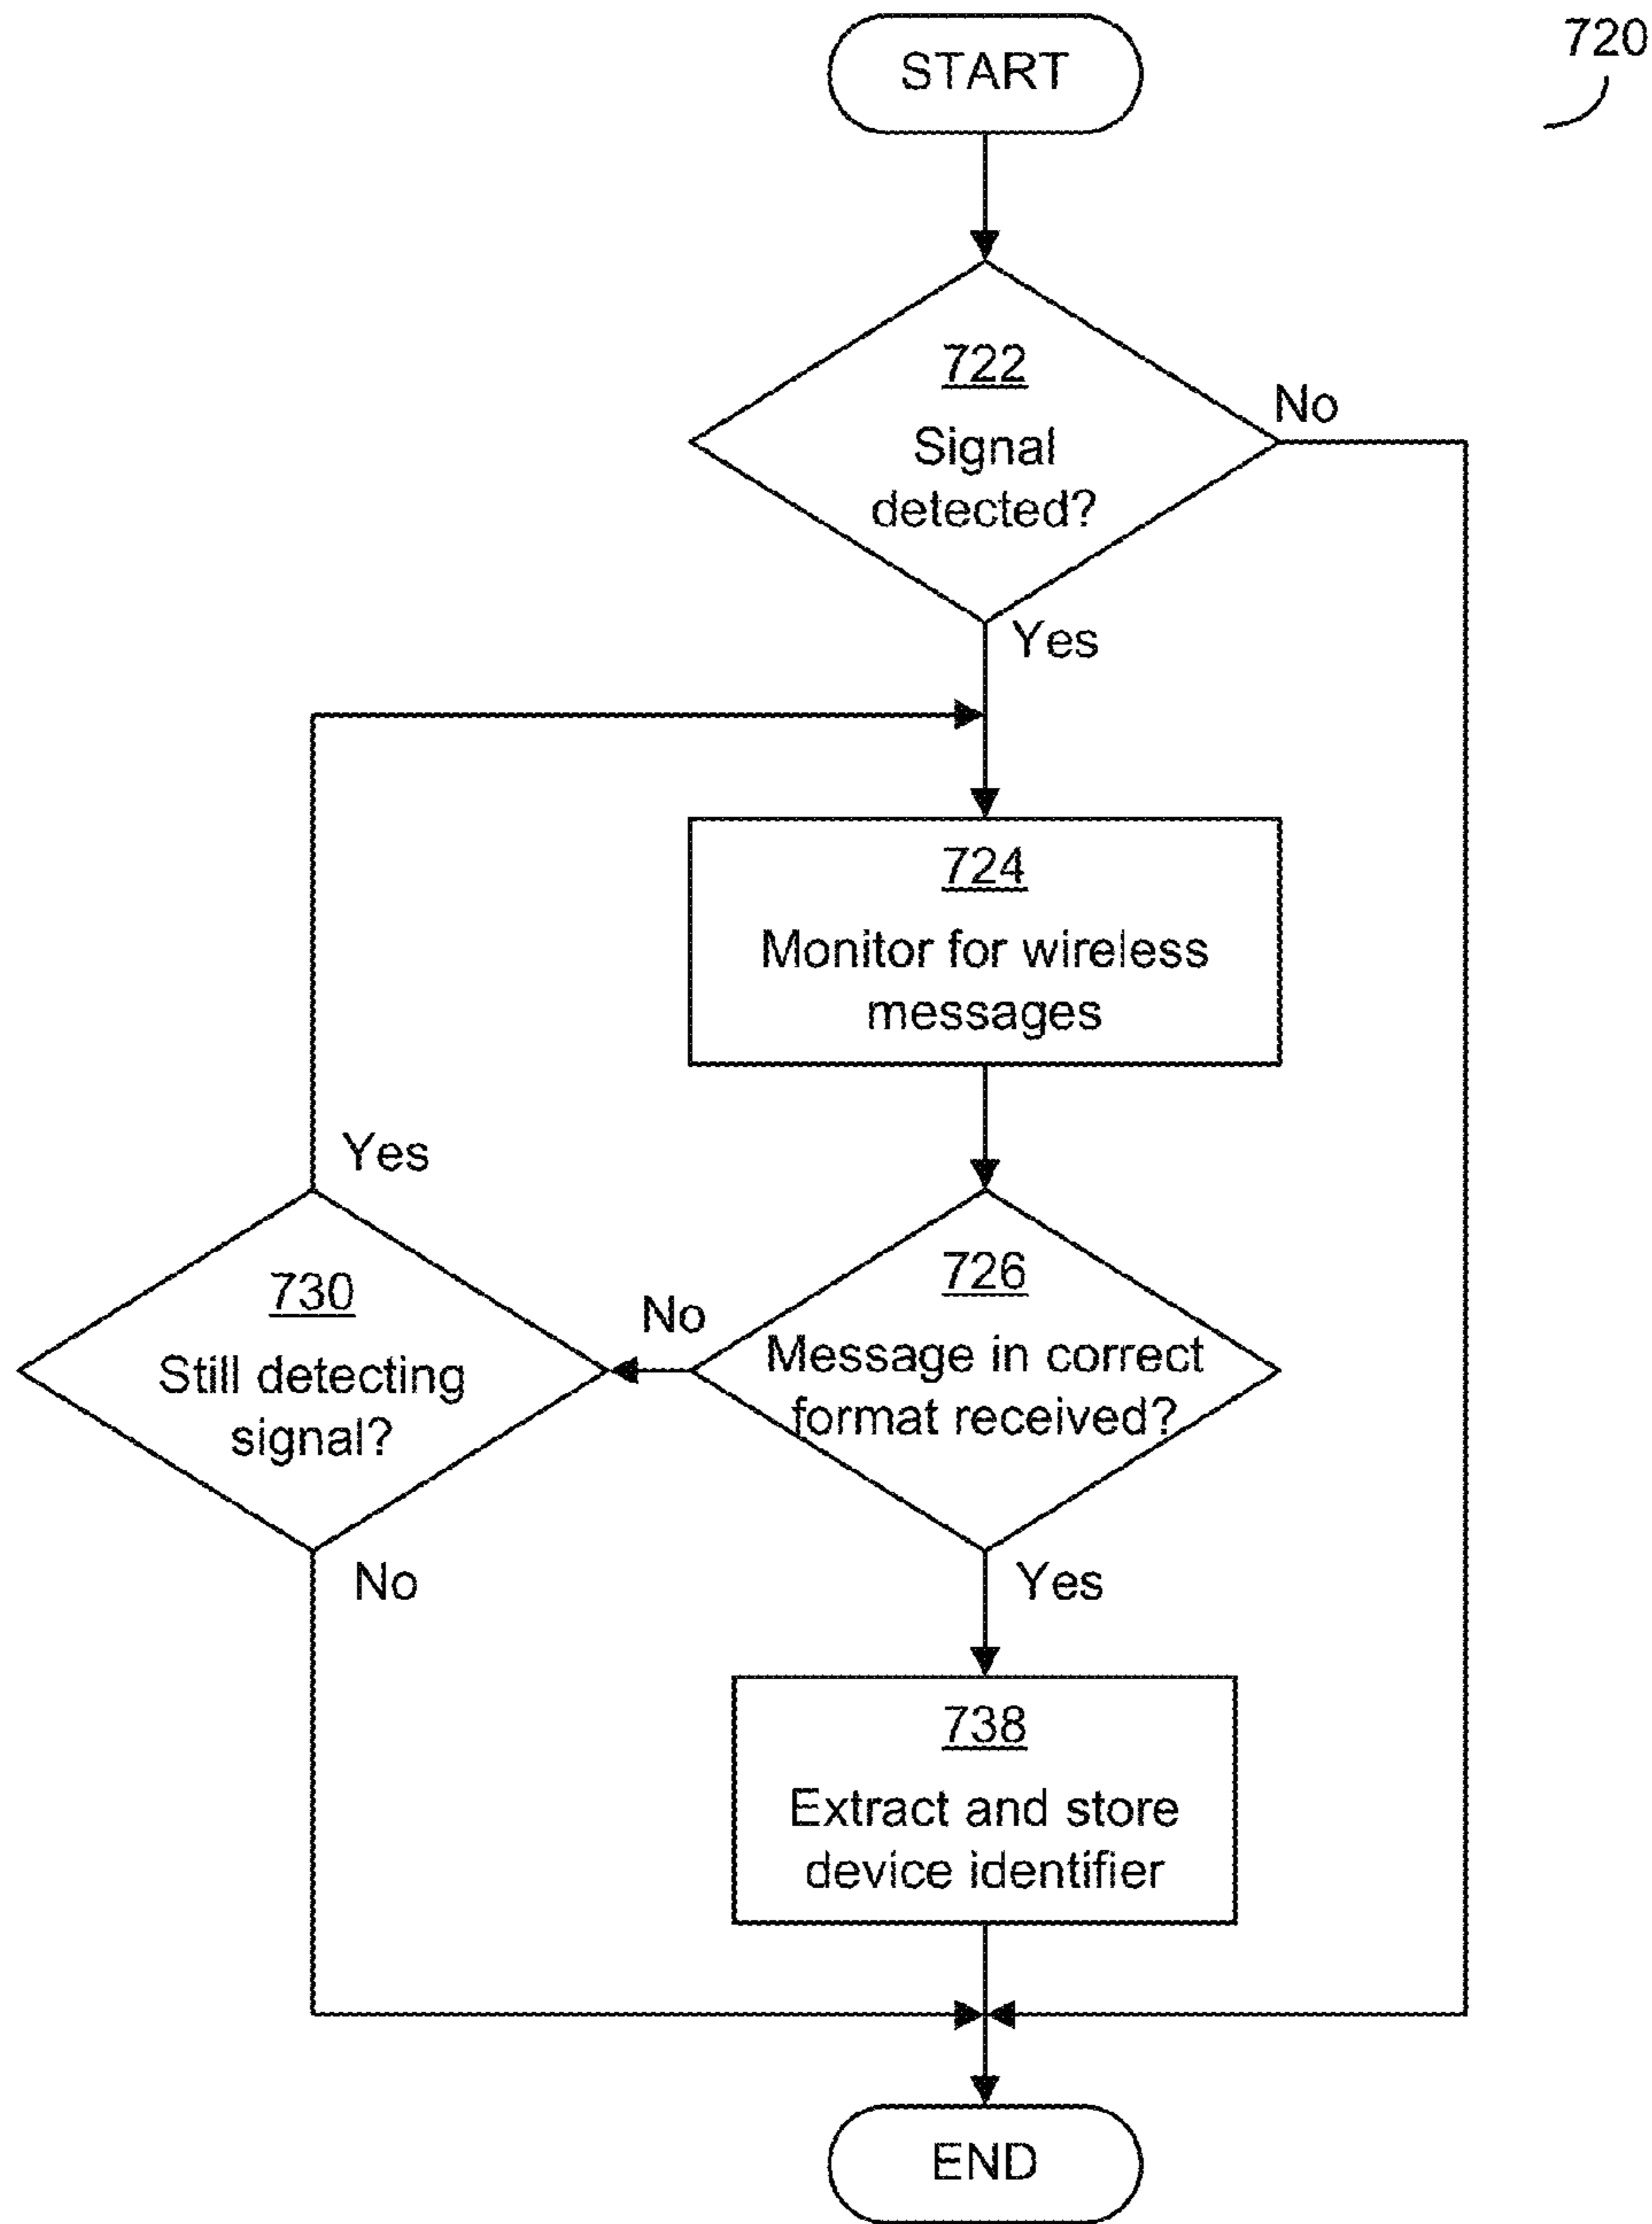 720
START
722
Signal
detected?
No
Yes
724
Monitor for wireless
messages
Yes
730
Still detecting
signal?
No
726
Message in correct
format received?
No
Yes
738
Extract and store
device identifier
END